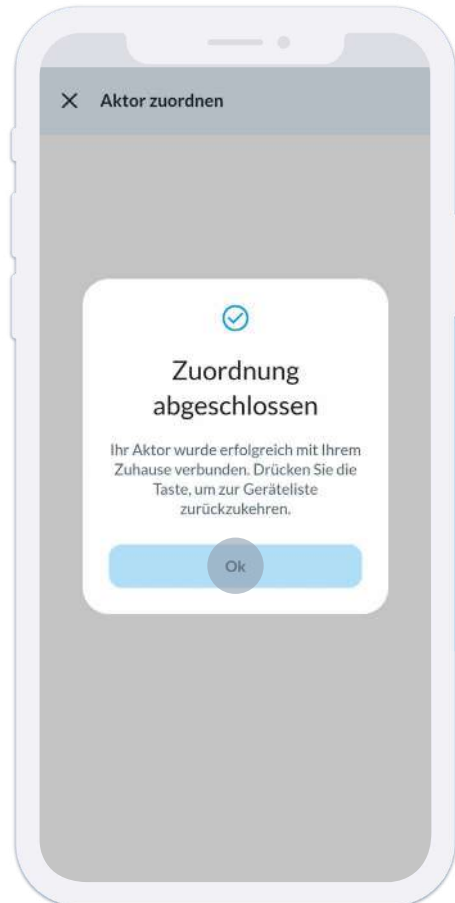 Aktor zuordnen
Zuordnung
abgeschlossen
Ihr Aktor wurde erfolgreich mit Ihrem
Zuhause verbunden. Drücken Sie die
Taste, um zur Geräteliste
zurückzukehren.
Ok